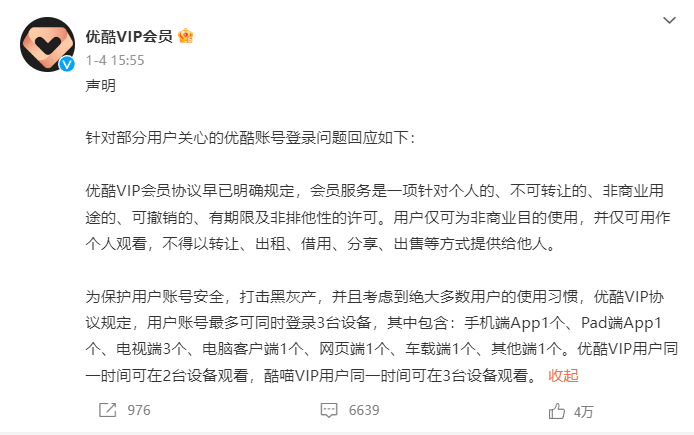 优酷VIP会员
1-4 15:55
声明
针对部分用户关心的优酷账号登录问题回应如下：
优酷VIP会员协议早已明确规定，会员服务是一项针对个人的、不可转让的、非商业用
途的、可撤销的、有期限及非排他性的许可。用户仅可为非商业目的使用，并仅可用作
个人观看，不得以转让、出租、借用、分享、出售等方式提供给他人。
为保护用户账号安全，打击黑灰产，并且考虑到绝大多数用户的使用习惯，优酷VIP协
议规定，用户账号最多可同时登录3台设备，其中包含：手机端App1个、Pad端App1
个、电视端3个、电脑客户端1个、网页端1个、车载端1个、其他端1个。优酷VIP用户同
一时间可在2台设备观看，酷喵VIP用户同一时间可在3台设备观看。 收起
976
6639
4万